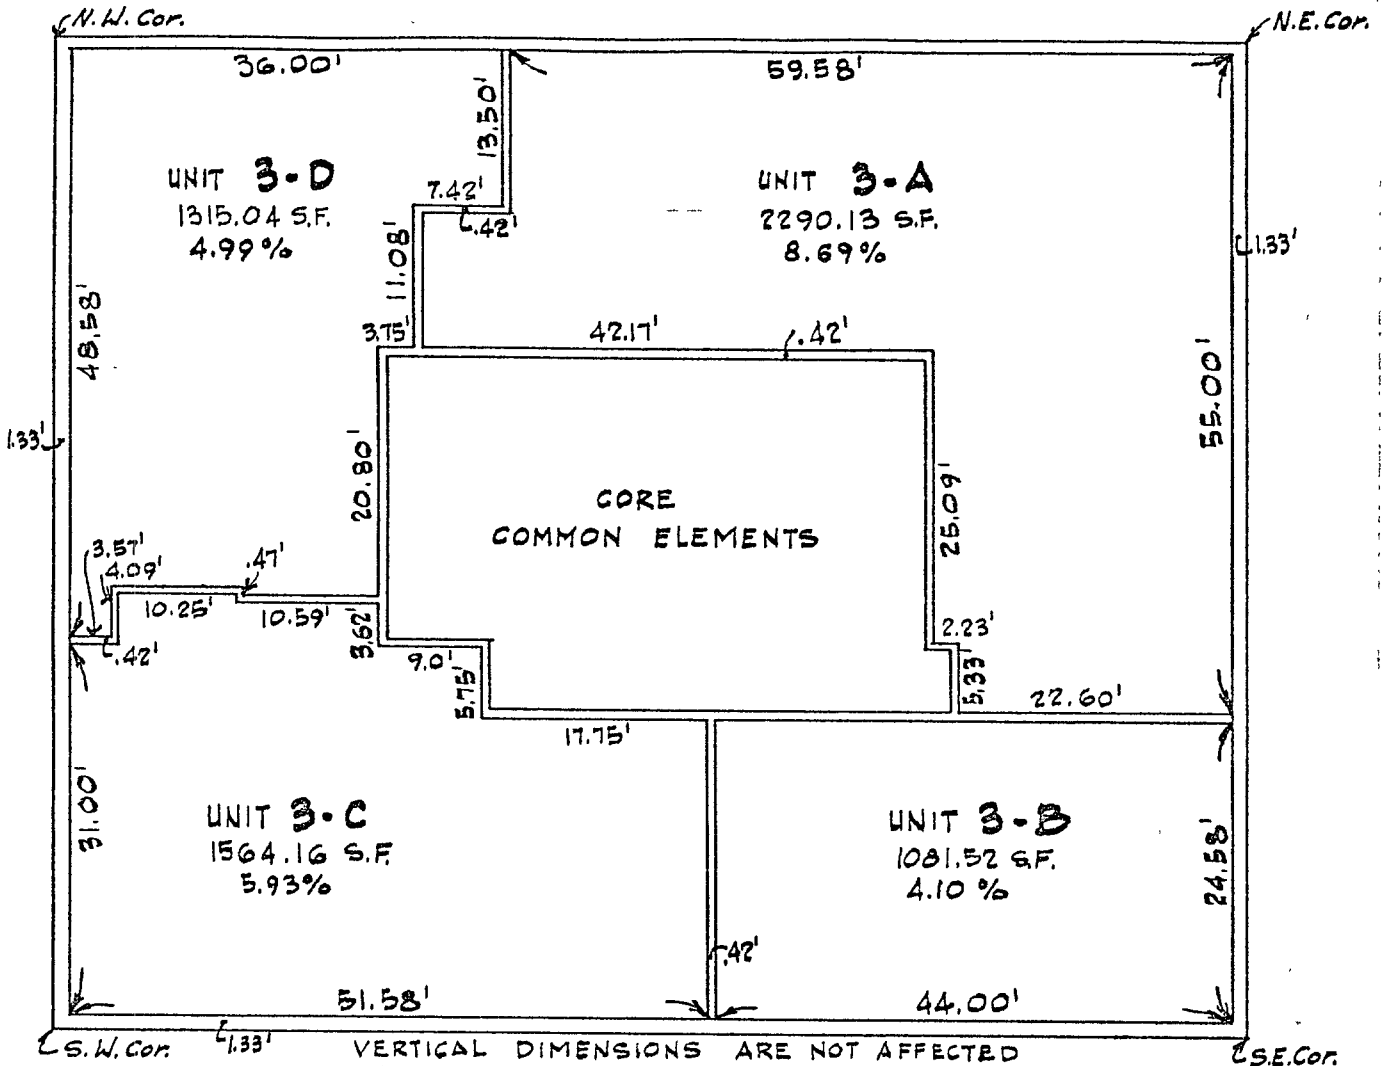 N.W. Cor.
N.E. Cor.
36.00'
59.58'
13.50'
UNIT 3-D
1315.04 S.F.
4.99%
7.42'
.42'
UNIT 3-A
2290.13 S.F.
8.69%
1.33'
11.08'
48.58'
3.75'
42.17'
.42'
55.00'
1.33'
20.80'
CORE
COMMON ELEMENTS
25.09'
3.57'
4.09'
.47'
10.25'
10.59'
3.62'
.42'
9.0'
5.75'
2.23'
5.33'
22.60'
17.75'
31.00'
UNIT 3-C
1564.16 S.F.
5.93%
UNIT 3-B
1081.52 S.F.
4.10%
24.58'
.42'
51.58'
44.00'
S.W. Cor.
1.33'
VERTICAL DIMENSIONS ARE NOT AFFECTED
S.E. Cor.